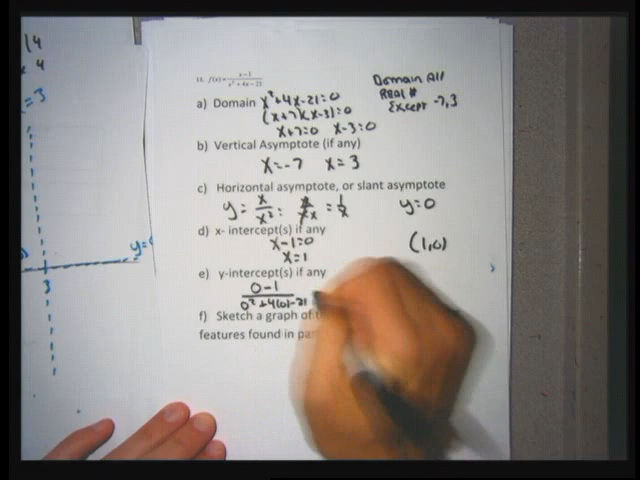 14
4
= 3
y=
11. f(x) = x-1 / x²+4x-21
Domain All
REAL #
Except -7,3
a) Domain x²+4x-21=0
(x+7)(x-3)=0
x+7=0 x-3=0
b) Vertical Asymptote (if any)
x=-7 x=3
c) Horizontal asymptote, or slant asymptote
y= x/x² : x/xx = 1/x y=0
d) x- intercept(s) if any
x-1=0
x=1
(1,0)
e) y-intercept(s) if any
0-1
0²+4(0)-21
f) Sketch a graph of
features found in